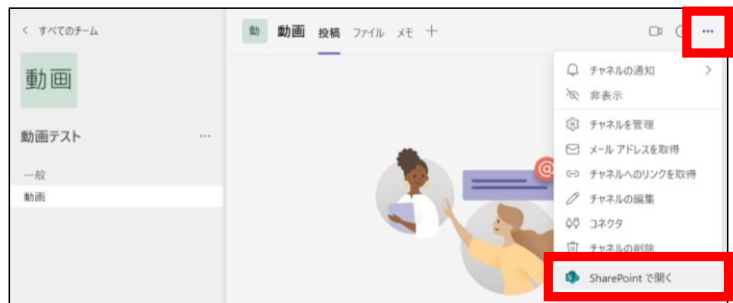 < すべてのチーム
動画
動画テスト
…
一般
動画
動 動画 投稿 ファイル メモ +
…
チャネルの通知 >
非表示
チャネルを管理
メール アドレスを取得
チャネルへのリンクを取得
チャネルの編集
コネクタ
チャネルの削除
SharePoint で開く